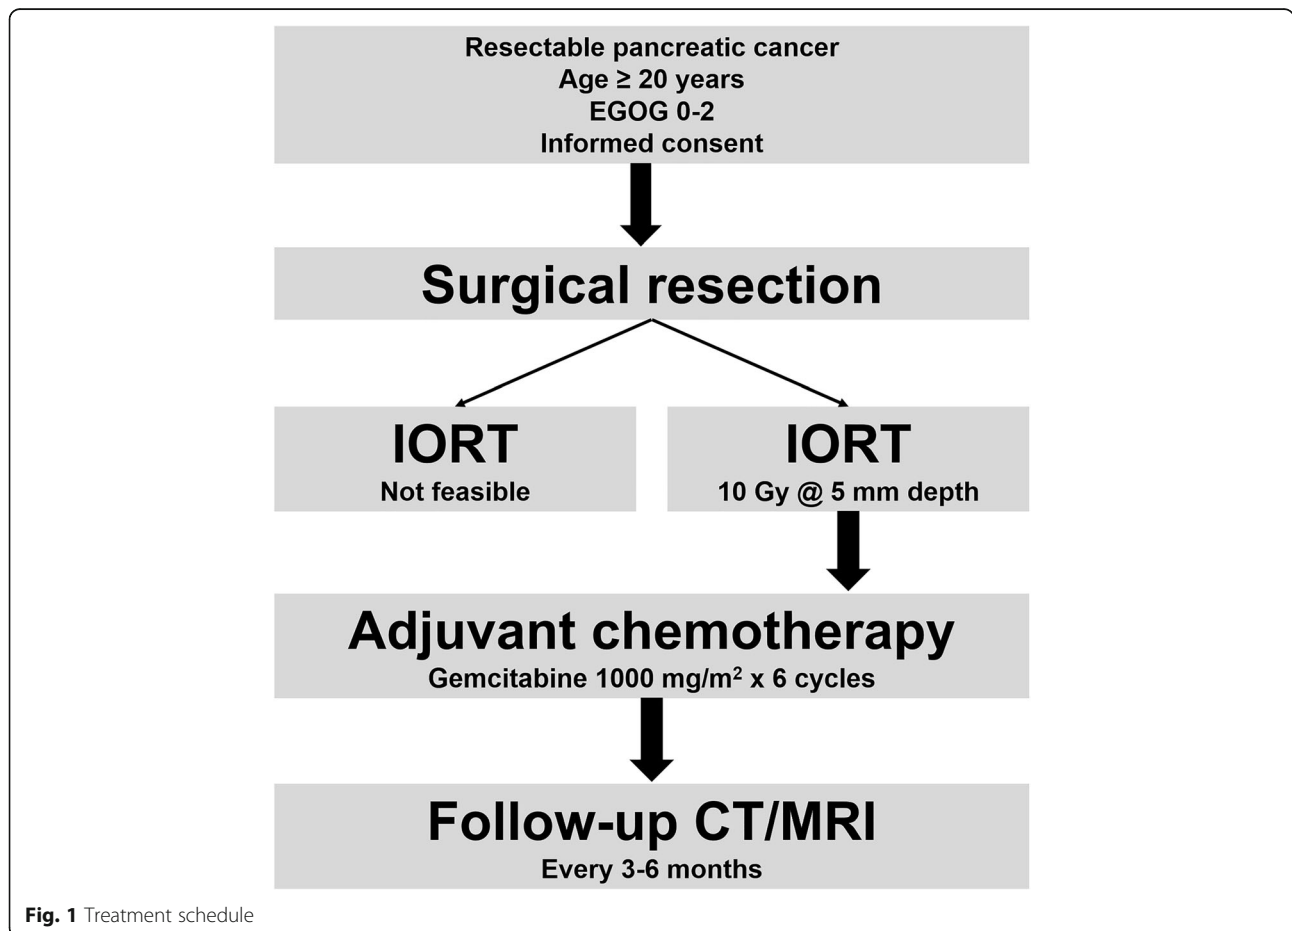 Resectable pancreatic cancer
Age ≥ 20 years
EGOG 0-2
Informed consent
Surgical resection
IORT
Not feasible
IORT
10 Gy @ 5 mm depth
Adjuvant chemotherapy
Gemcitabine 1000 mg/m² x 6 cycles
Follow-up CT/MRI
Every 3-6 months
Fig. 1 Treatment schedule